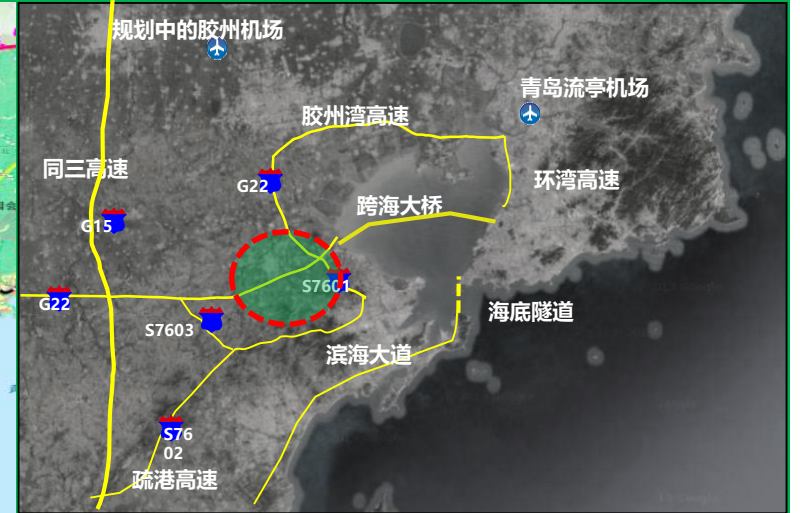 规划中的胶州机场
青岛流亭机场
胶州湾高速
同三高速
G22
环湾高速
跨海大桥
G15
S7601
G22
海底隧道
S7603
滨海大道
S76
02
疏港高速